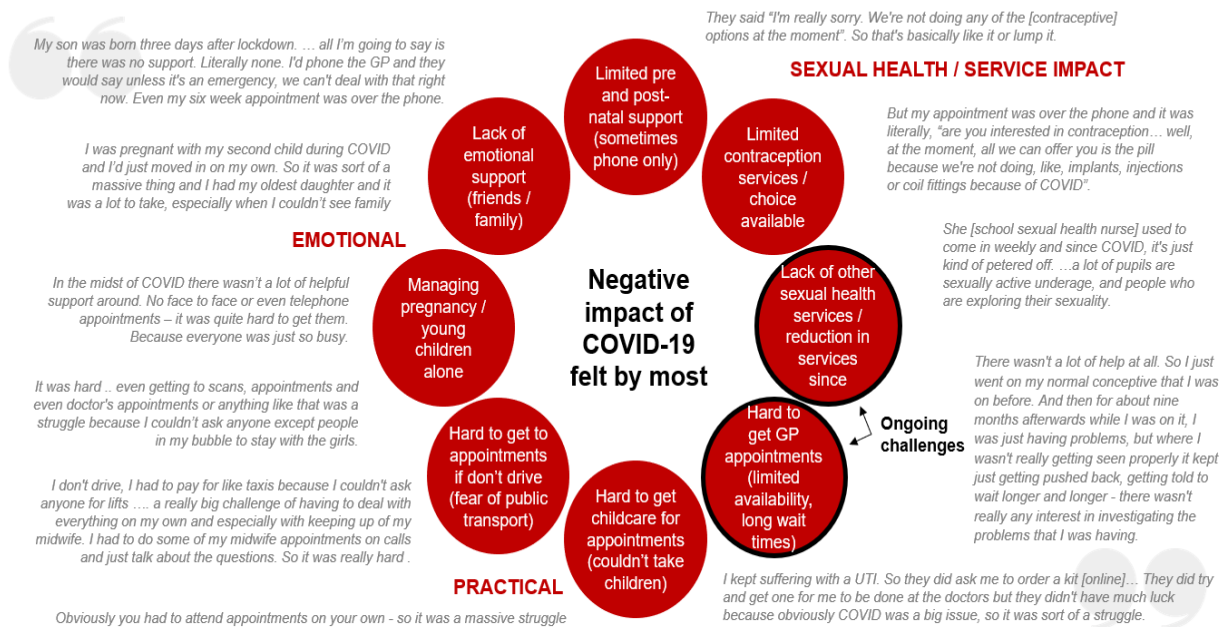 They said “I'm really sorry. We're not doing any of the [contraceptive]
options at the moment”. So that's basically like it or lump it.
SEXUAL HEALTH / SERVICE IMPACT
My son was born three days after lockdown. … all I’m going to say is
there was no support. Literally none. I'd phone the GP and they
would say unless it's an emergency, we can't deal with that right
now. Even my six week appointment was over the phone.
I was pregnant with my second child during COVID
and I’d just moved in on my own. So it was sort of a
massive thing and I had my oldest daughter and it
was a lot to take, especially when I couldn’t see family
EMOTIONAL
In the midst of COVID there wasn’t a lot of helpful
support around. No face to face or even telephone
appointments – it was quite hard to get them.
Because everyone was just so busy.
It was hard .. even getting to scans, appointments and
even doctor's appointments or anything like that was a
struggle because I couldn’t ask anyone except people
in my bubble to stay with the girls.
I don't drive, I had to pay for like taxis because I couldn't ask
anyone for lifts …. a really big challenge of having to deal with
everything on my own and especially with keeping up of my
midwife. I had to do some of my midwife appointments on calls
and just talk about the questions. So it was really hard .
PRACTICAL
Obviously you had to attend appointments on your own - so it was a massive struggle
Limited pre
and post-
natal support
(sometimes
phone only)
Lack of
emotional
support
(friends /
family)
Limited
contraception
services /
choice
available
Managing
pregnancy /
young
children
alone
Negative
impact of
COVID-19
felt by most
Lack of other
sexual health
services /
reduction in
services
since
Hard to get to
appointments
if don’t drive
(fear of public
transport)
Hard to
get GP
appointments
(limited
availability,
long wait
times)
Hard to get
childcare for
appointments
(couldn’t take
children)
Ongoing
challenges
But my appointment was over the phone and it was
literally, “are you interested in contraception… well,
at the moment, all we can offer you is the pill
because we're not doing, like, implants, injections
or coil fittings because of COVID”.
She [school sexual health nurse] used to
come in weekly and since COVID, it's just
kind of petered off. …a lot of pupils are
sexually active underage, and people who
are exploring their sexuality.
There wasn't a lot of help at all. So I just
went on my normal conceptive that I was
on before. And then for about nine
months afterwards while I was on it, I
was just having problems, but where I
wasn't really getting seen properly it kept
just getting pushed back, getting told to
wait longer and longer - there wasn't
really any interest in investigating the
problems that I was having.
I kept suffering with a UTI. So they did ask me to order a kit [online]… They did try
and get one for me to be done at the doctors but they didn't have much luck
because obviously COVID was a big issue, so it was sort of a struggle.